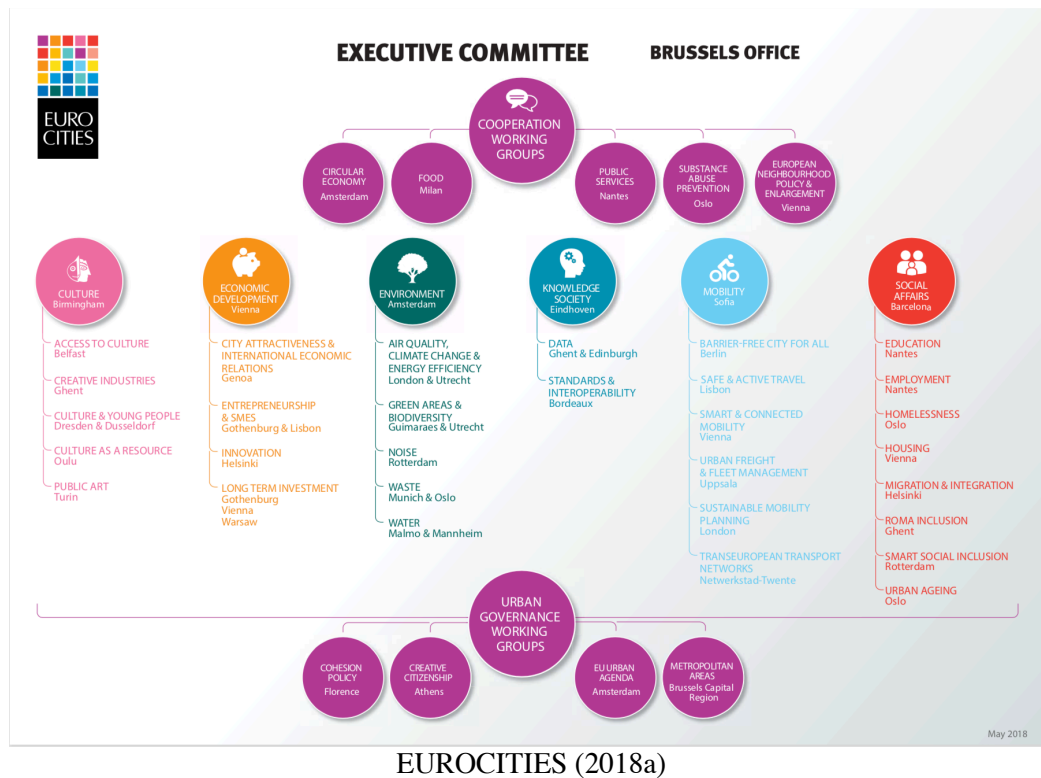 EURO
CITIES
EXECUTIVE COMMITTEE
BRUSSELS OFFICE
COOPERATION
WORKING
GROUPS
CIRCULAR
ECONOMY
Amsterdam
FOOD
Milan
PUBLIC
SERVICES
Nantes
SUBSTANCE
ABUSE
PREVENTION
Oslo
EUROPEAN
NEIGHBOURHOOD
POLICY &
ENLARGEMENT
Vienna
CULTURE
Birmingham
ACCESS TO CULTURE
Belfast
CREATIVE INDUSTRIES
Ghent
CULTURE & YOUNG PEOPLE
Dresden & Dusseldorf
CULTURE AS A RESOURCE
Oulu
PUBLIC ART
Turin
ECONOMIC
DEVELOPMENT
Vienna
CITY ATTRACTIVENESS &
INTERNATIONAL ECONOMIC
RELATIONS
Genoa
ENTREPRENEURSHIP
& SMES
Gothenburg & Lisbon
INNOVATION
Helsinki
LONG TERM INVESTMENT
Gothenburg
Vienna
Warsaw
ENVIRONMENT
Amsterdam
AIR QUALITY,
CLIMATE CHANGE &
ENERGY EFFICIENCY
London & Utrecht
GREEN AREAS &
BIODIVERSITY
Guimaraes & Utrecht
NOISE
Rotterdam
WASTE
Munich & Oslo
WATER
Malmo & Mannheim
KNOWLEDGE
SOCIETY
Eindhoven
DATA
Ghent & Edinburgh
STANDARDS &
INTEROPERABILITY
Bordeaux
MOBILITY
Sofia
BARRIER-FREE CITY FOR ALL
Berlin
SAFE & ACTIVE TRAVEL
Lisbon
SMART & CONNECTED
MOBILITY
Vienna
URBAN FREIGHT
& FLEET MANAGEMENT
Uppsala
SUSTAINABLE MOBILITY
PLANNING
London
TRANSEUROPEAN TRANSPORT
NETWORKS
Netwerkstad-Twente
SOCIAL
AFFAIRS
Barcelona
EDUCATION
Nantes
EMPLOYMENT
Nantes
HOMELESSNESS
Oslo
HOUSING
Vienna
MIGRATION & INTEGRATION
Helsinki
ROMA INCLUSION
Ghent
SMART SOCIAL INCLUSION
Rotterdam
URBAN AGEING
Oslo
URBAN
GOVERNANCE
WORKING
GROUPS
COHESION
POLICY
Florence
CREATIVE
CITIZENSHIP
Athens
EU URBAN
AGENDA
Amsterdam
METROPOLITAN
AREAS
Brussels Capital
Region
May 2018
EUROCITIES (2018a)